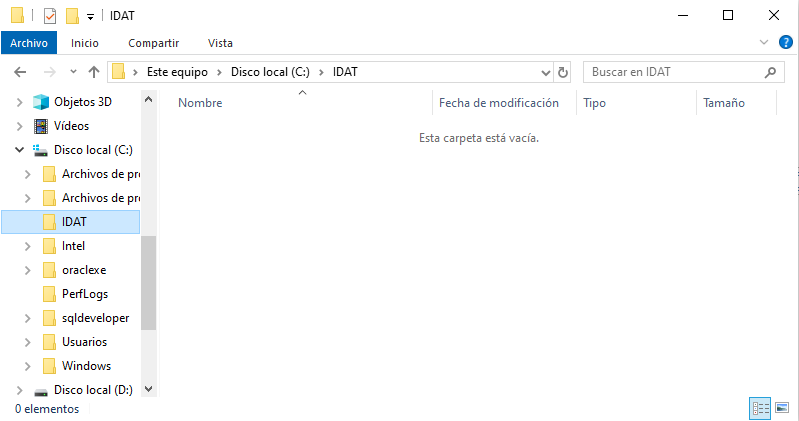 IDAT
Archivo Inicio Compartir Vista
Este equipo > Disco local (C:) > IDAT
Buscar en IDAT
Nombre Fecha de modificación Tipo Tamaño
Esta carpeta está vacía.
Objetos 3D
Vídeos
Disco local (C:)
Archivos de pr
Archivos de pr
IDAT
Intel
oraclexe
PerfLogs
sqldeveloper
Usuarios
Windows
Disco local (D:)
0 elementos